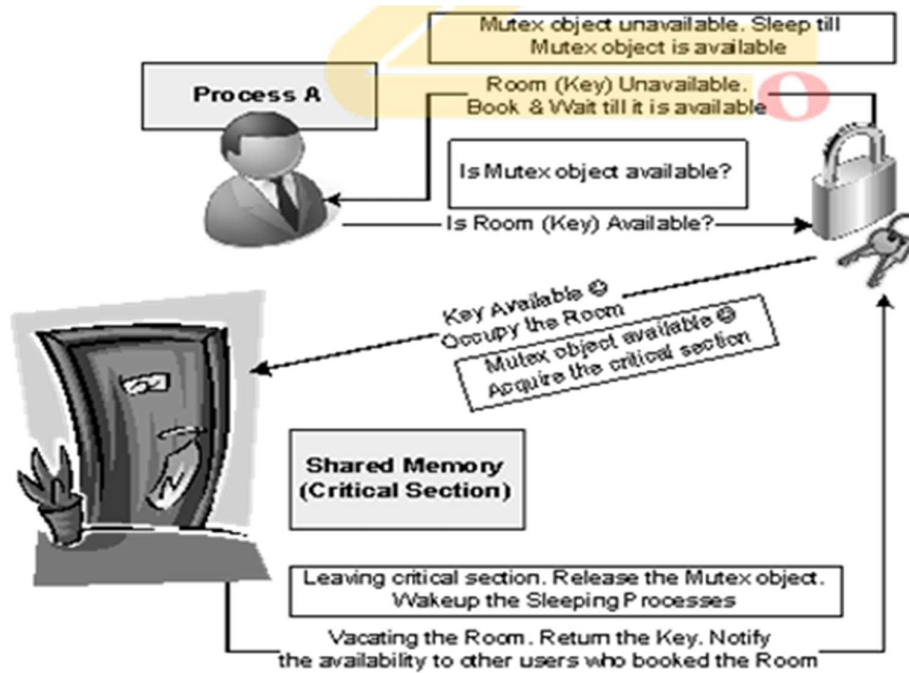 Mutex object unavailable. Sleep till
Mutex object is available
Process A
Room (Key) Unavailable.
Book & Wait till it is available
Is Mutex object available?
Is Room (Key) Available?
Key Available ☺
Occupy the Room
Mutex object available ☺
Acquire the critical section
Shared Memory
(Critical Section)
Leaving critical section. Release the Mutex object.
Wakeup the Sleeping Processes
Vacating the Room. Return the Key. Notify
the availability to other users who booked the Room